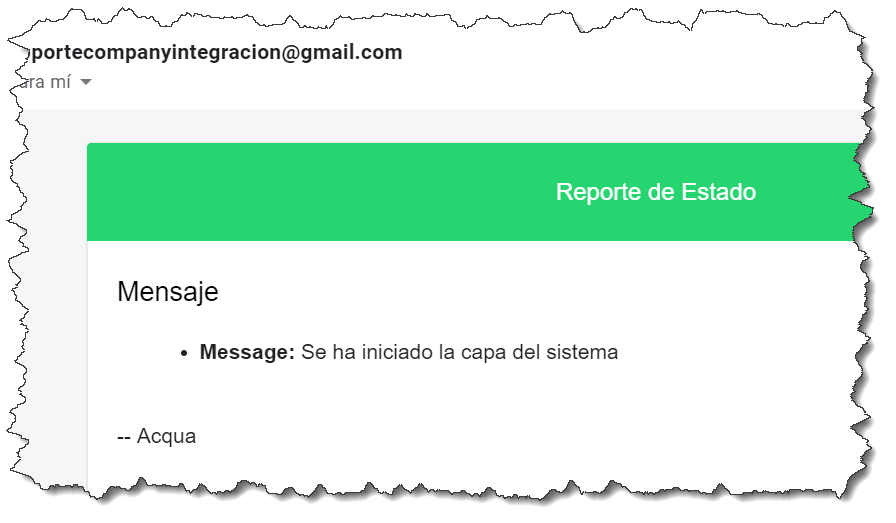 portecompanyintegracion@gmail.com
ara mí
Reporte de Estado
Mensaje
• Message: Se ha iniciado la capa del sistema
-- Acqua